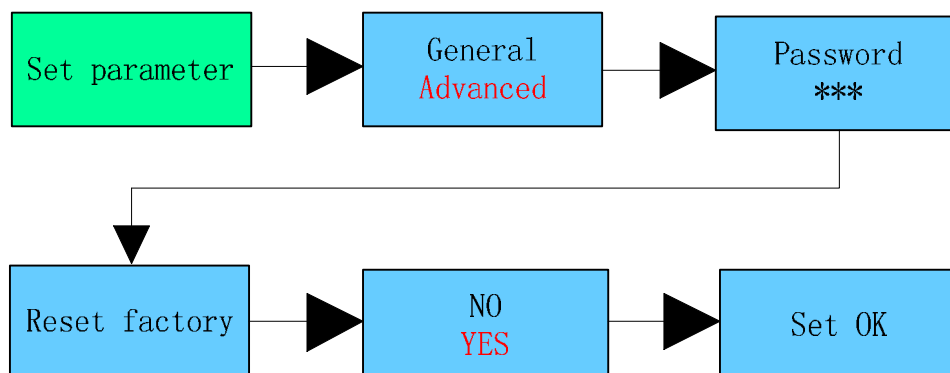 Set parameter
General
Advanced
Password
***
Reset factory
NO
YES
Set OK